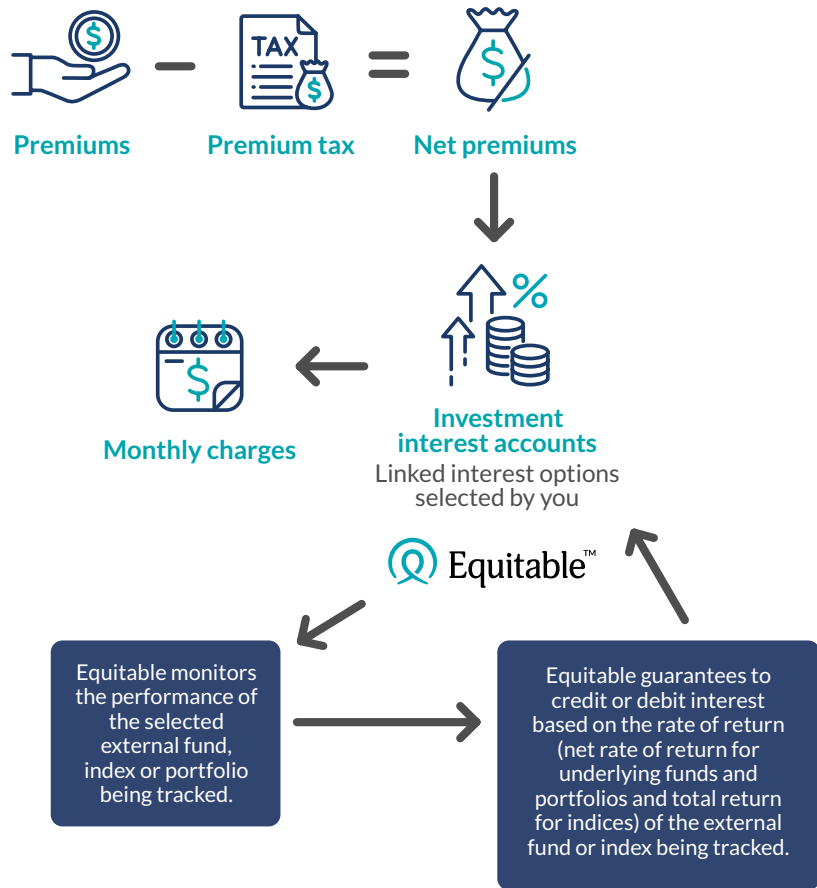 $
TAX
$
$
Premiums
Premium tax
Net premiums
%
$
Monthly charges
Investment
interest accounts
Linked interest options
selected by you
Equitable™
Equitable monitors
the performance of
the selected
external fund,
index or portfolio
being tracked.
Equitable guarantees to
credit or debit interest
based on the rate of return
(net rate of return for
underlying funds and
portfolios and total return
for indices) of the external
fund or index being tracked.